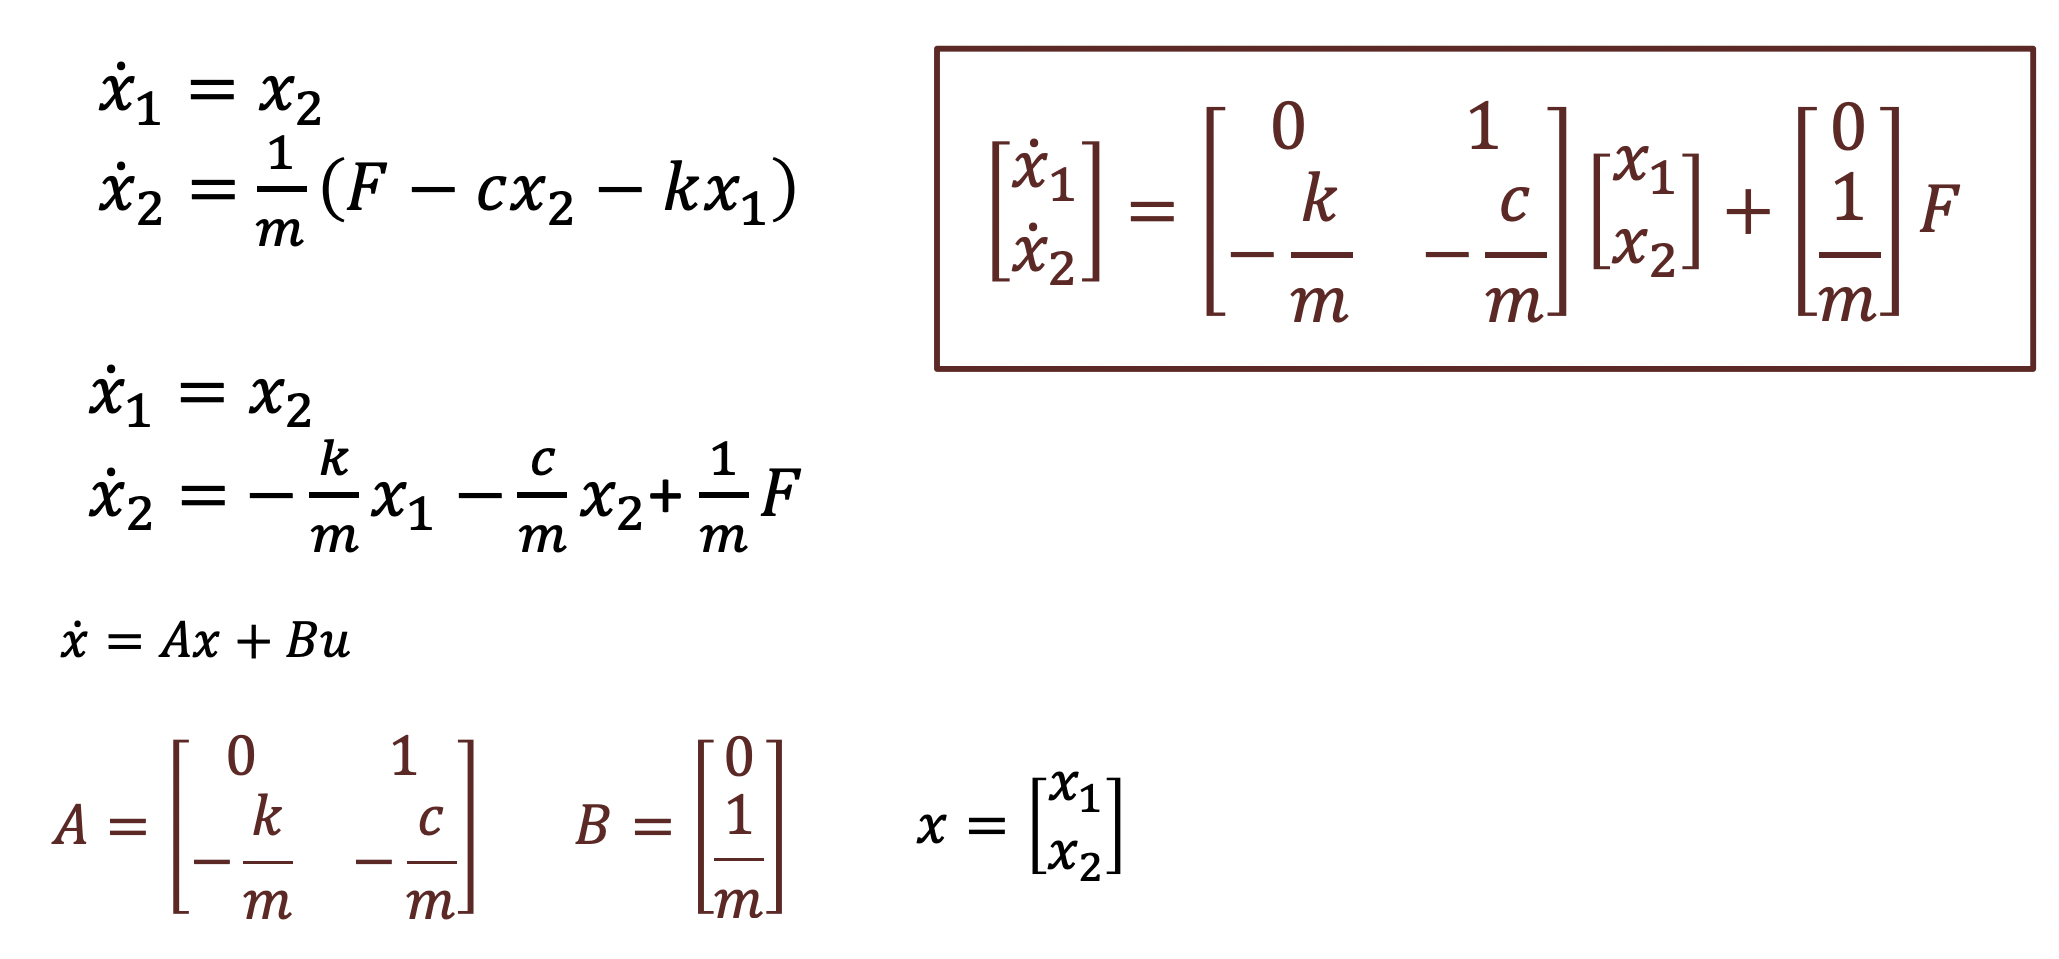 ẋ₁ = x₂
ẋ₂ = 1/m (F − cx₂ − kx₁)
[ẋ₁; ẋ₂] = [0 1; −k/m −c/m] [x₁; x₂] + [0; 1/m] F
ẋ₁ = x₂
ẋ₂ = −k/m x₁ − c/m x₂ + 1/m F
ẋ = Ax + Bu
A = [0 1; −k/m −c/m] B = [0; 1/m] x = [x₁; x₂]